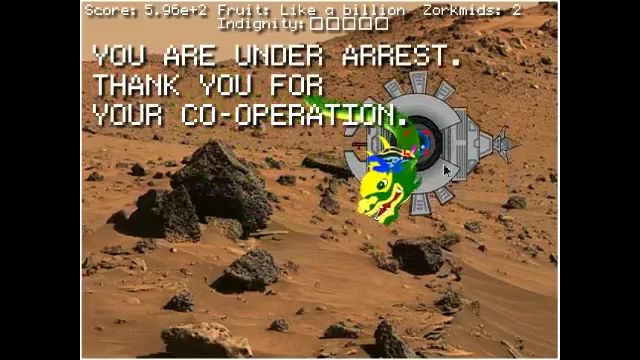 Score: 5.96e+2 Fruit: Like a billion Zorkmids: 2
Indignity: □□□□□
YOU ARE UNDER ARREST.
THANK YOU FOR
YOUR CO-OPERATION.